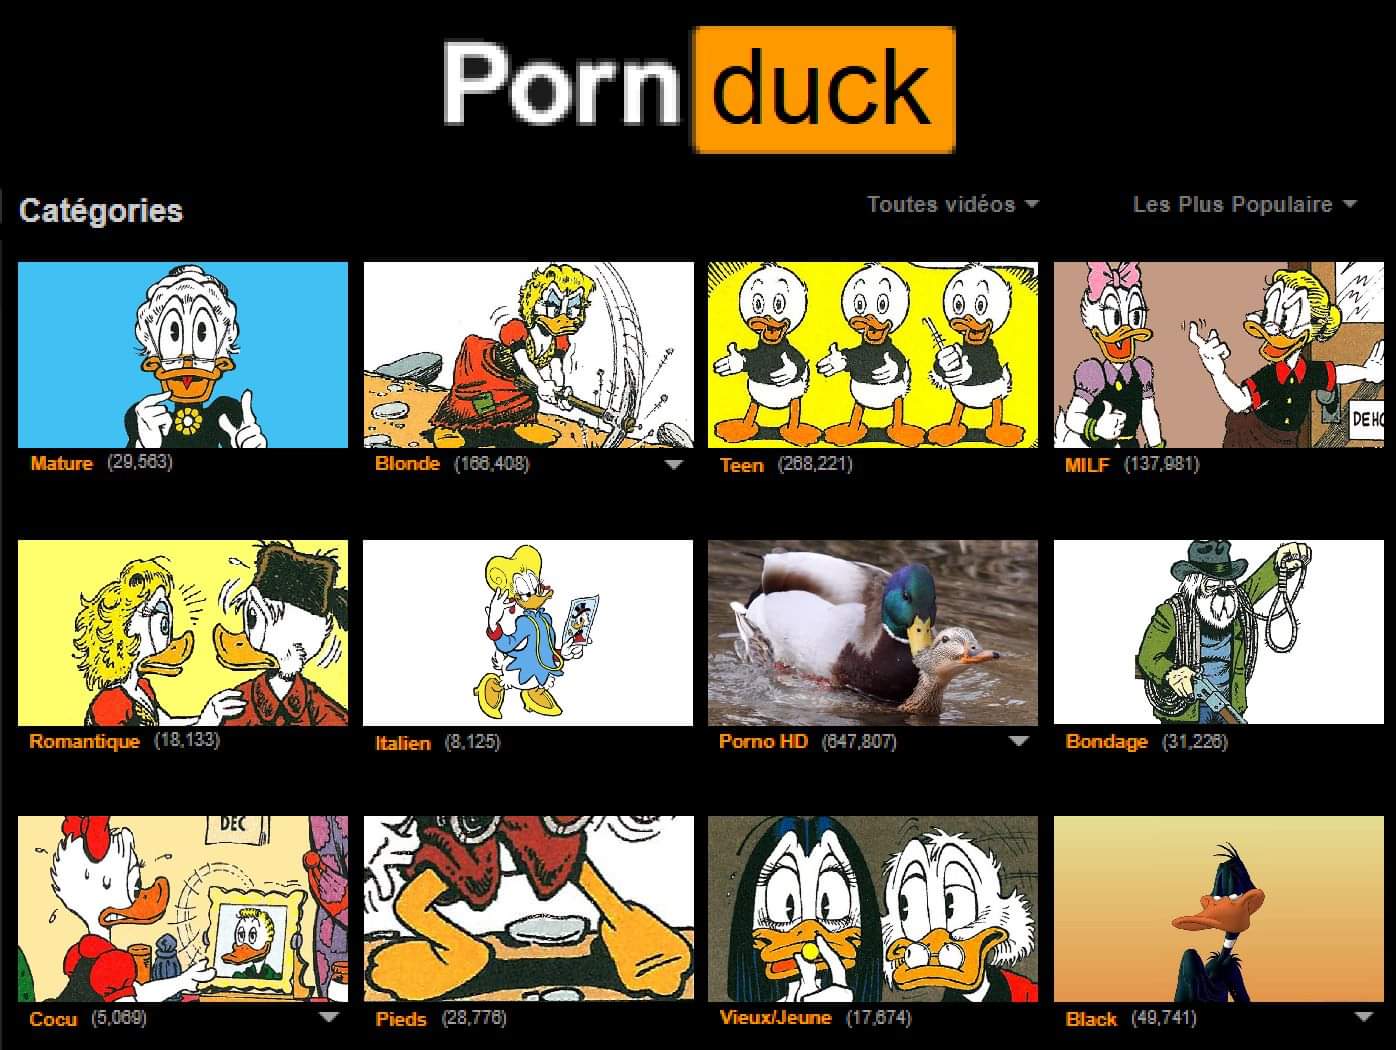 Porn duck
Catégories
Toutes vidéos
Les Plus Populaire
DEHO
Mature (29,563)
Blonde (166,408)
Teen (268,221)
MILF (137,981)
Romantique (18,133)
Italien (8,125)
Porno HD (647,807)
Bondage (31,226)
DEC
Cocu (5,069)
Pieds (28,776)
Vieux/Jeune (17,674)
Black (49,741)